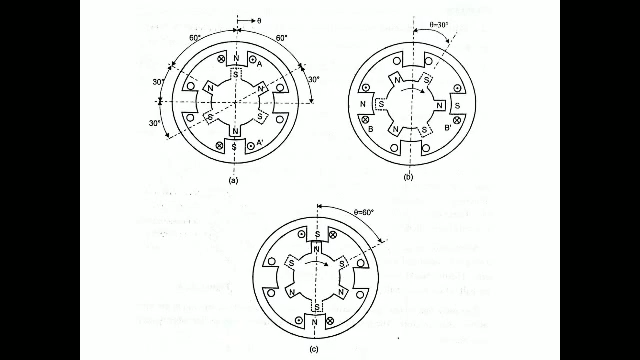 θ
60° 60°
N A
S
30° N N 30°
30° S S
N
S A'
(a)
θ=30°
N S
N S N S
B N S B'
(b)
θ=60°
S
N
S S
N N
S
N
(c)